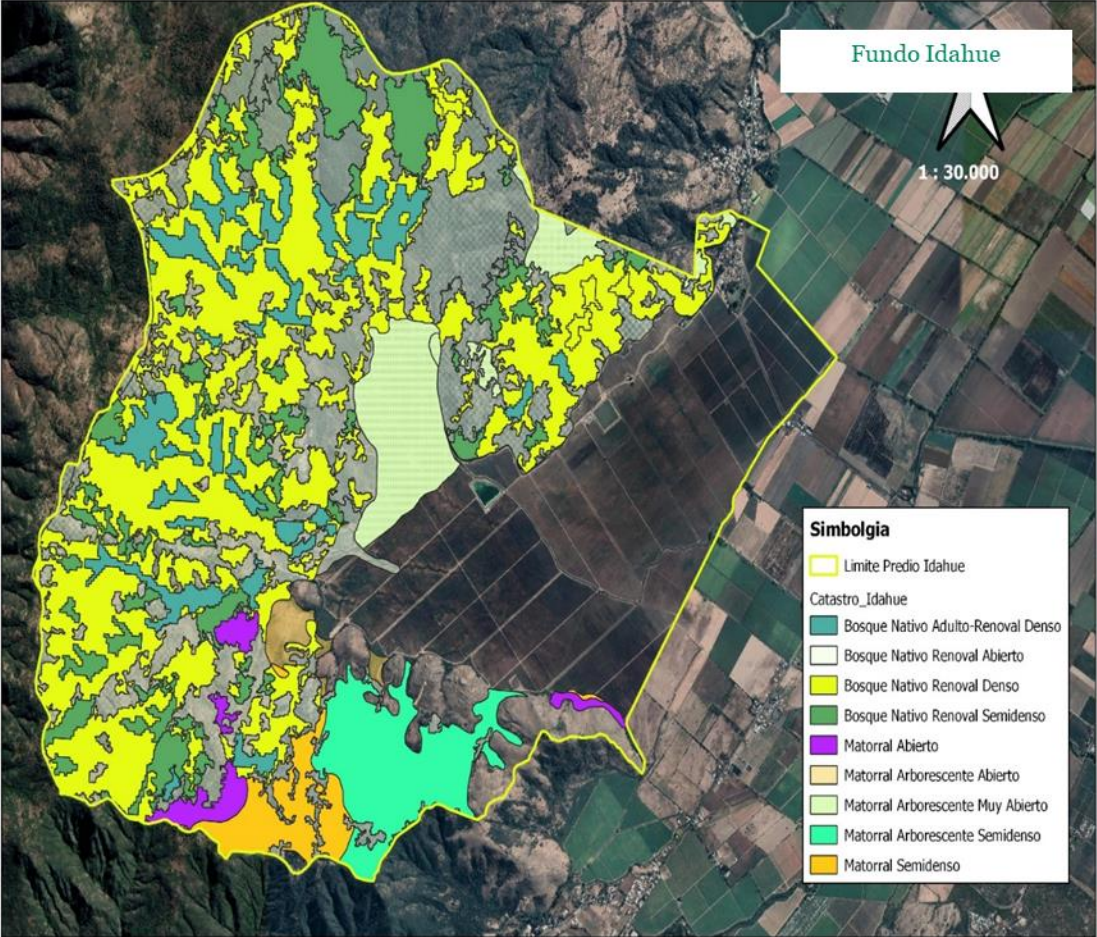 Fundo Idahue
1 : 30.000
Simbolgia
Limite Predio Idahue
Catastro_Idahue
Bosque Nativo Adulto-Renoval Denso
Bosque Nativo Renoval Abierto
Bosque Nativo Renoval Denso
Bosque Nativo Renoval Semidenso
Matorral Abierto
Matorral Arborescente Abierto
Matorral Arborescente Muy Abierto
Matorral Arborescente Semidenso
Matorral Semidenso